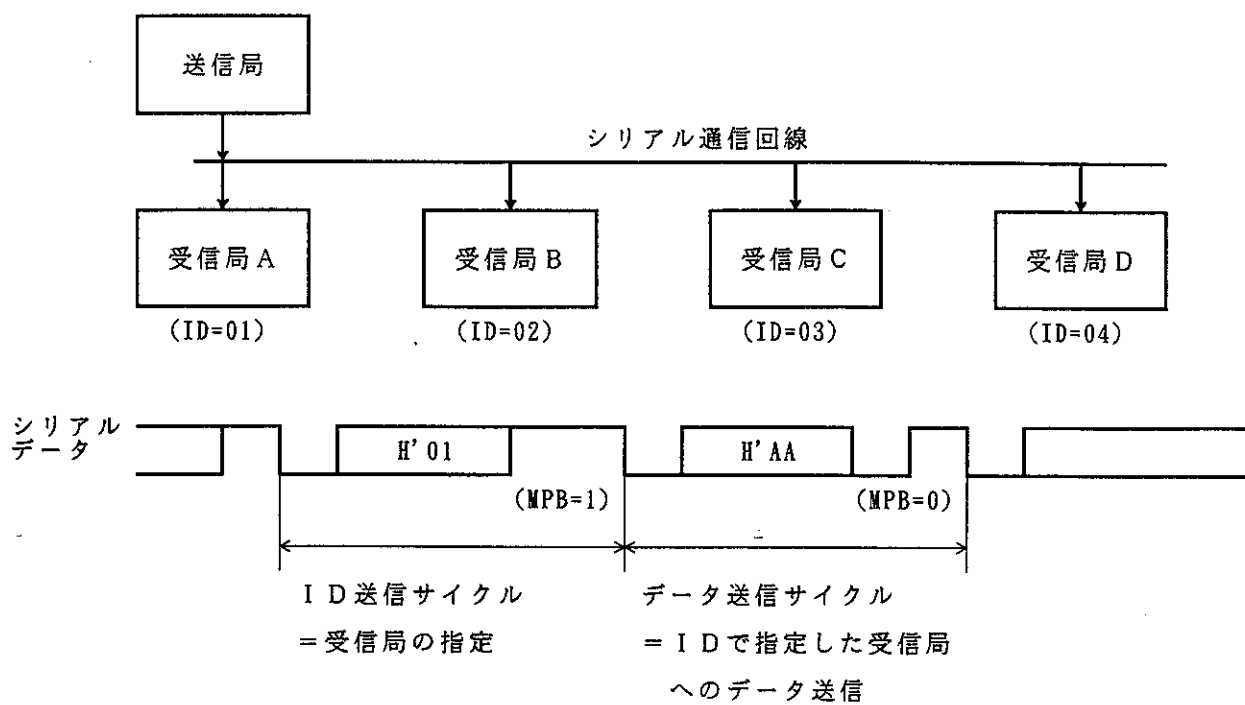 送信局
シリアル通信回線
受信局A
受信局B
受信局C
受信局D
(ID=01)
(ID=02)
(ID=03)
(ID=04)
シリアル
データ
H'01
H'AA
(MPB=1)
(MPB=0)
ID送信サイクル
=受信局の指定
データ送信サイクル
=IDで指定した受信局
へのデータ送信